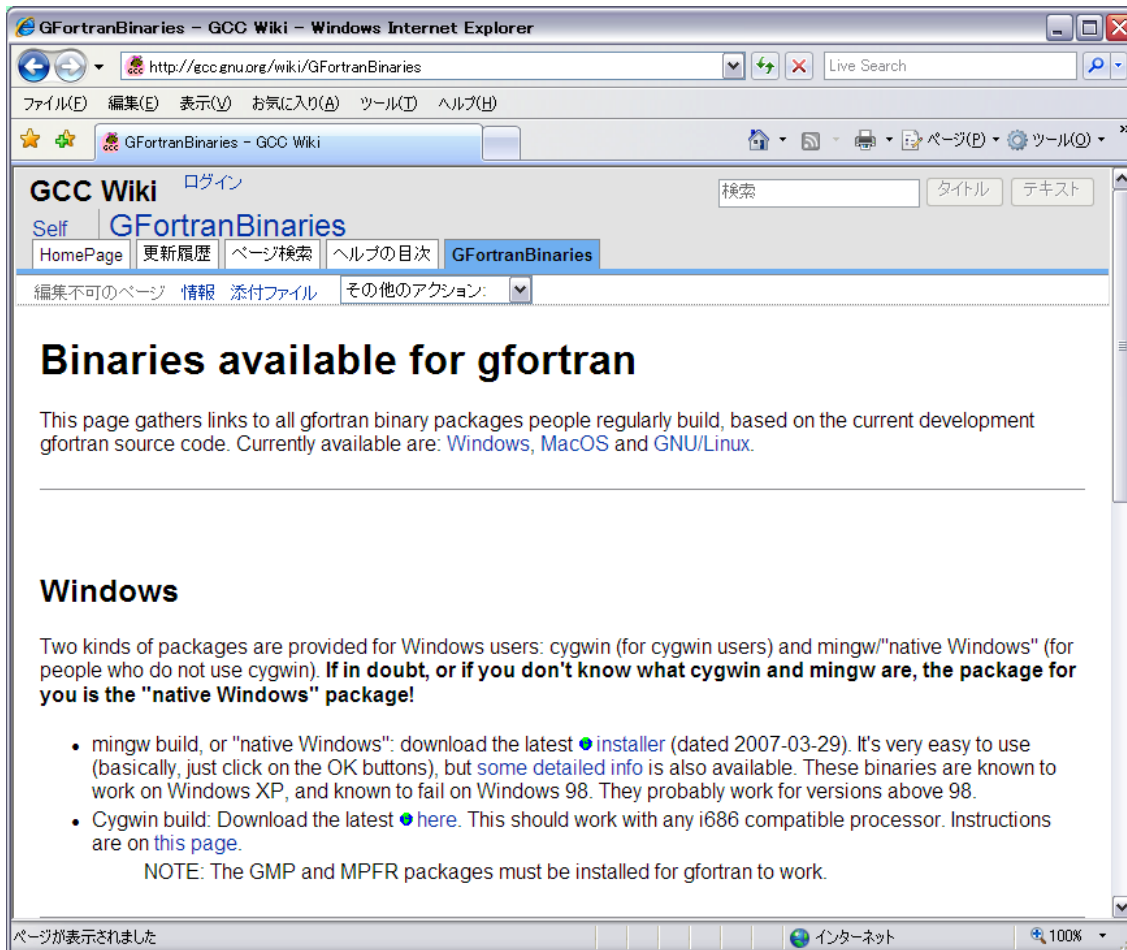 GFortranBinaries - GCC Wiki - Windows Internet Explorer
http://gcc.gnu.org/wiki/GFortranBinaries
Live Search
ファイル(F) 編集(E) 表示(V) お気に入り(A) ツール(T) ヘルプ(H)
GFortranBinaries - GCC Wiki
ページ(P) ツール(O) »
GCC Wiki ログイン
検索 タイトル テキスト
Self GFortranBinaries
HomePage 更新履歴 ページ検索 ヘルプの目次 GFortranBinaries
編集不可のページ 情報 添付ファイル その他のアクション:
Binaries available for gfortran
This page gathers links to all gfortran binary packages people regularly build, based on the current development
gfortran source code. Currently available are: Windows, MacOS and GNU/Linux.
Windows
Two kinds of packages are provided for Windows users: cygwin (for cygwin users) and mingw/"native Windows" (for
people who do not use cygwin). If in doubt, or if you don't know what cygwin and mingw are, the package for
you is the "native Windows" package!
• mingw build, or "native Windows": download the latest installer (dated 2007-03-29). It's very easy to use
(basically, just click on the OK buttons), but some detailed info is also available. These binaries are known to
work on Windows XP, and known to fail on Windows 98. They probably work for versions above 98.
• Cygwin build: Download the latest here. This should work with any i686 compatible processor. Instructions
are on this page.
NOTE: The GMP and MPFR packages must be installed for gfortran to work.
ページが表示されました インターネット 100%